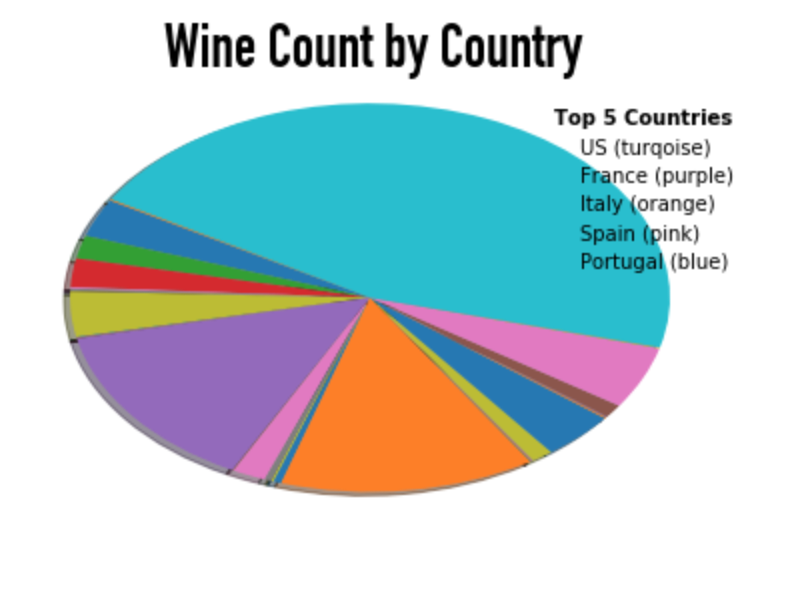 Wine Count by Country
Top 5 Countries
US (turqoise)
France (purple)
Italy (orange)
Spain (pink)
Portugal (blue)